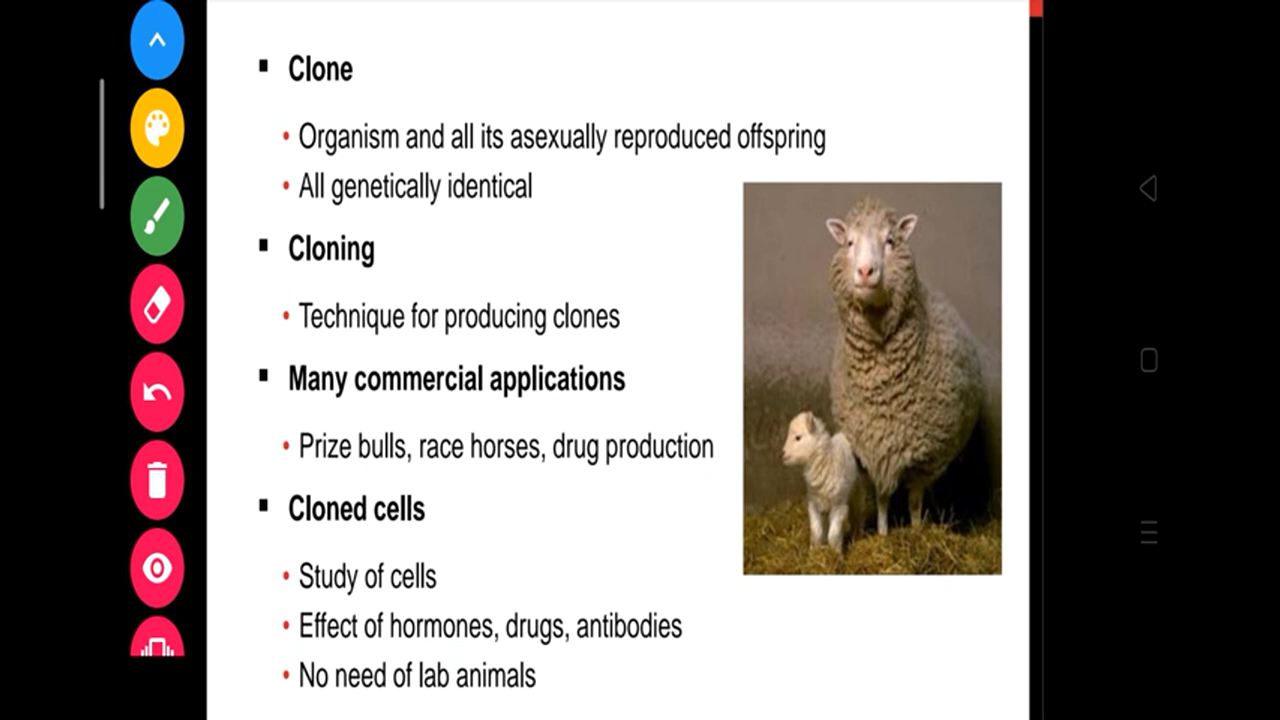 Clone
Organism and all its asexually reproduced offspring
All genetically identical
Cloning
Technique for producing clones
Many commercial applications
Prize bulls, race horses, drug production
Cloned cells
Study of cells
Effect of hormones, drugs, antibodies
No need of lab animals